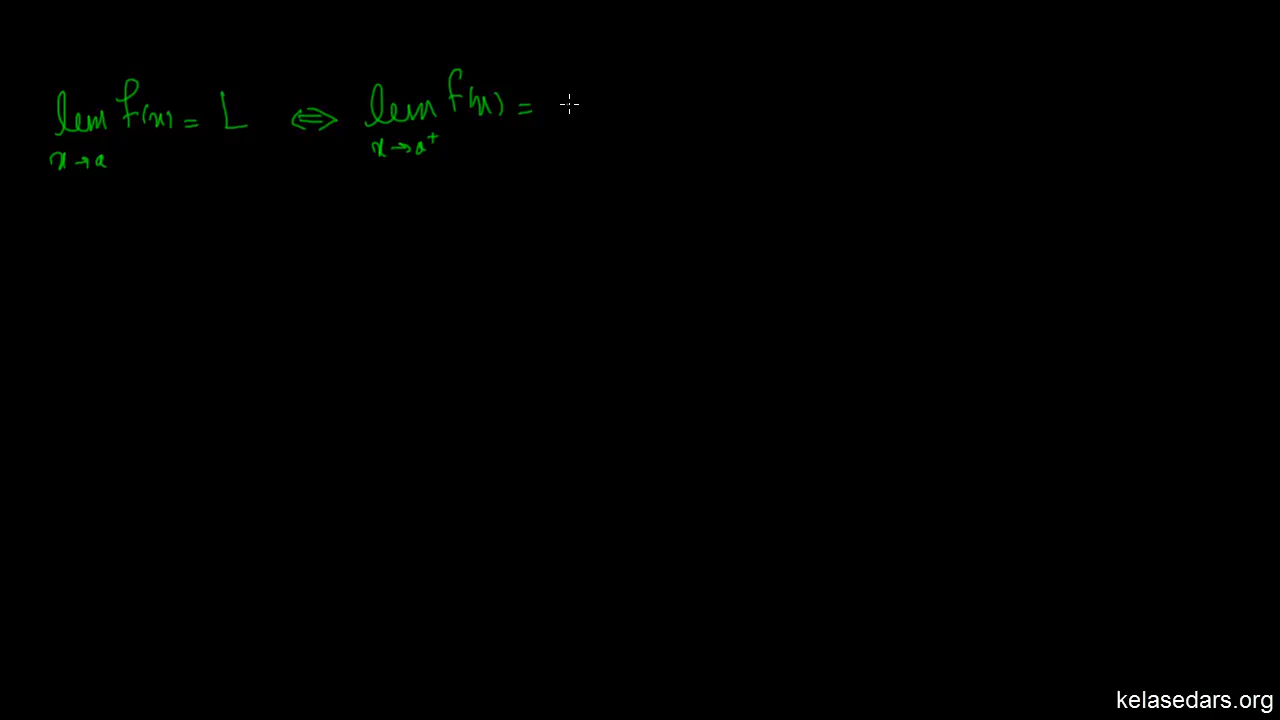 lim f(x) = L ⇔ lim f(x) =
x→a x→a⁺
kelasedars.org